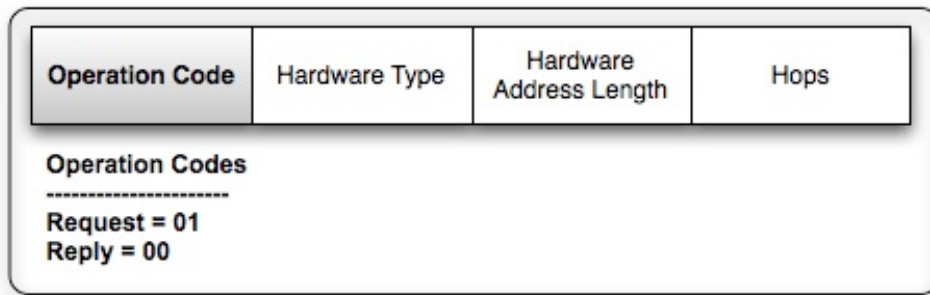 Operation Code Hardware Type Hardware Address Length Hops
Operation Codes
----------------------
Request = 01
Reply = 00